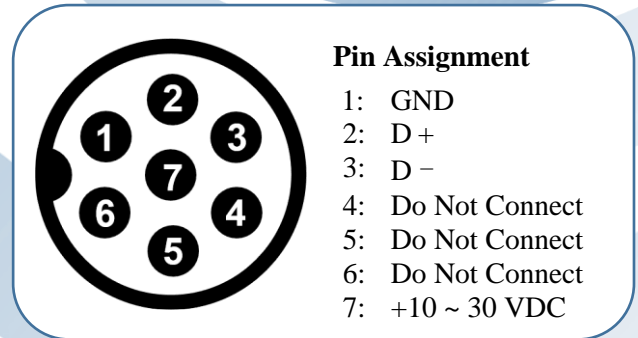 Pin Assignment
1: GND
2: D +
3: D −
4: Do Not Connect
5: Do Not Connect
6: Do Not Connect
7: +10 ~ 30 VDC
2
1
3
7
6
4
5